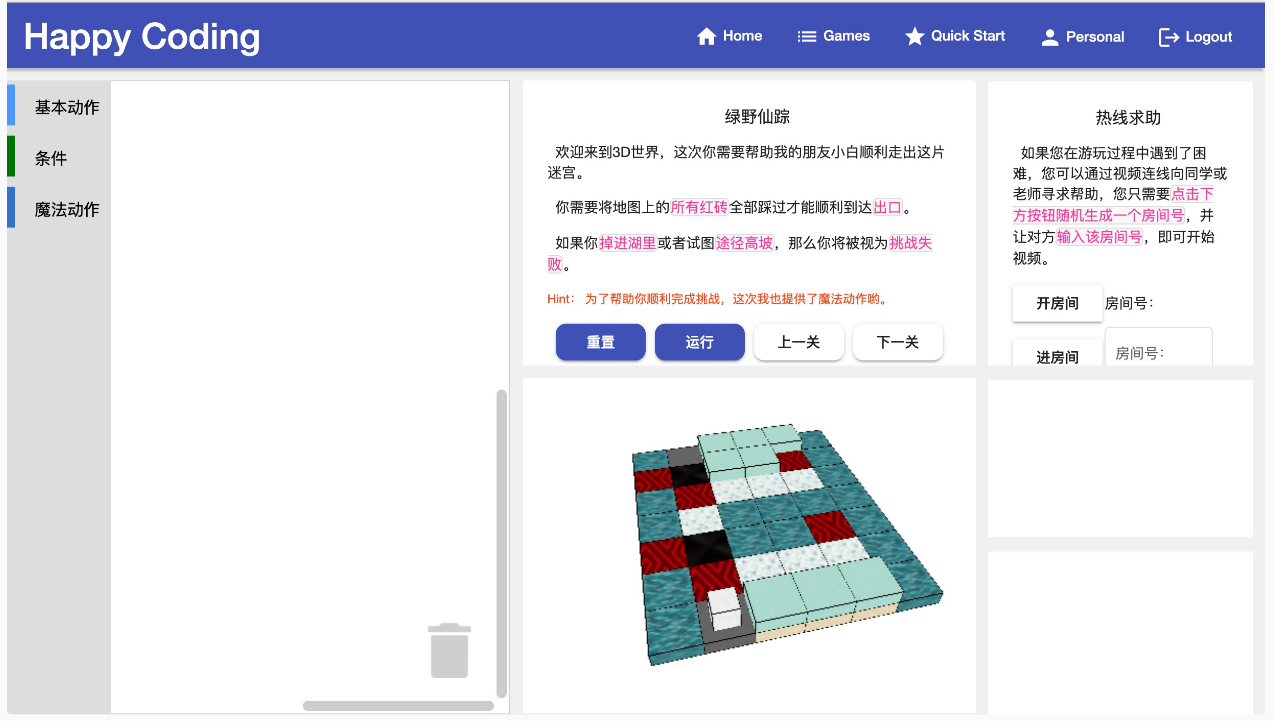 Happy Coding
Home
Games
Quick Start
Personal
Logout
基本动作
条件
魔法动作
绿野仙踪
欢迎来到3D世界，这次你需要帮助我的朋友小白顺利走出这片
迷宫。
你需要将地图上的所有红砖全部踩过才能顺利到达出口。
如果你掉进湖里或者试图途径高坡，那么你将被视为挑战失
败。
Hint： 为了帮助你顺利完成挑战，这次我也提供了魔法动作哟。
重置
运行
上一关
下一关
热线求助
如果您在游玩过程中遇到了困
难，您可以通过视频连线向同学或
老师寻求帮助，您只需要点击下
方按钮随机生成一个房间号，并
让对方输入该房间号，即可开始
视频。
开房间
房间号：
进房间
房间号：